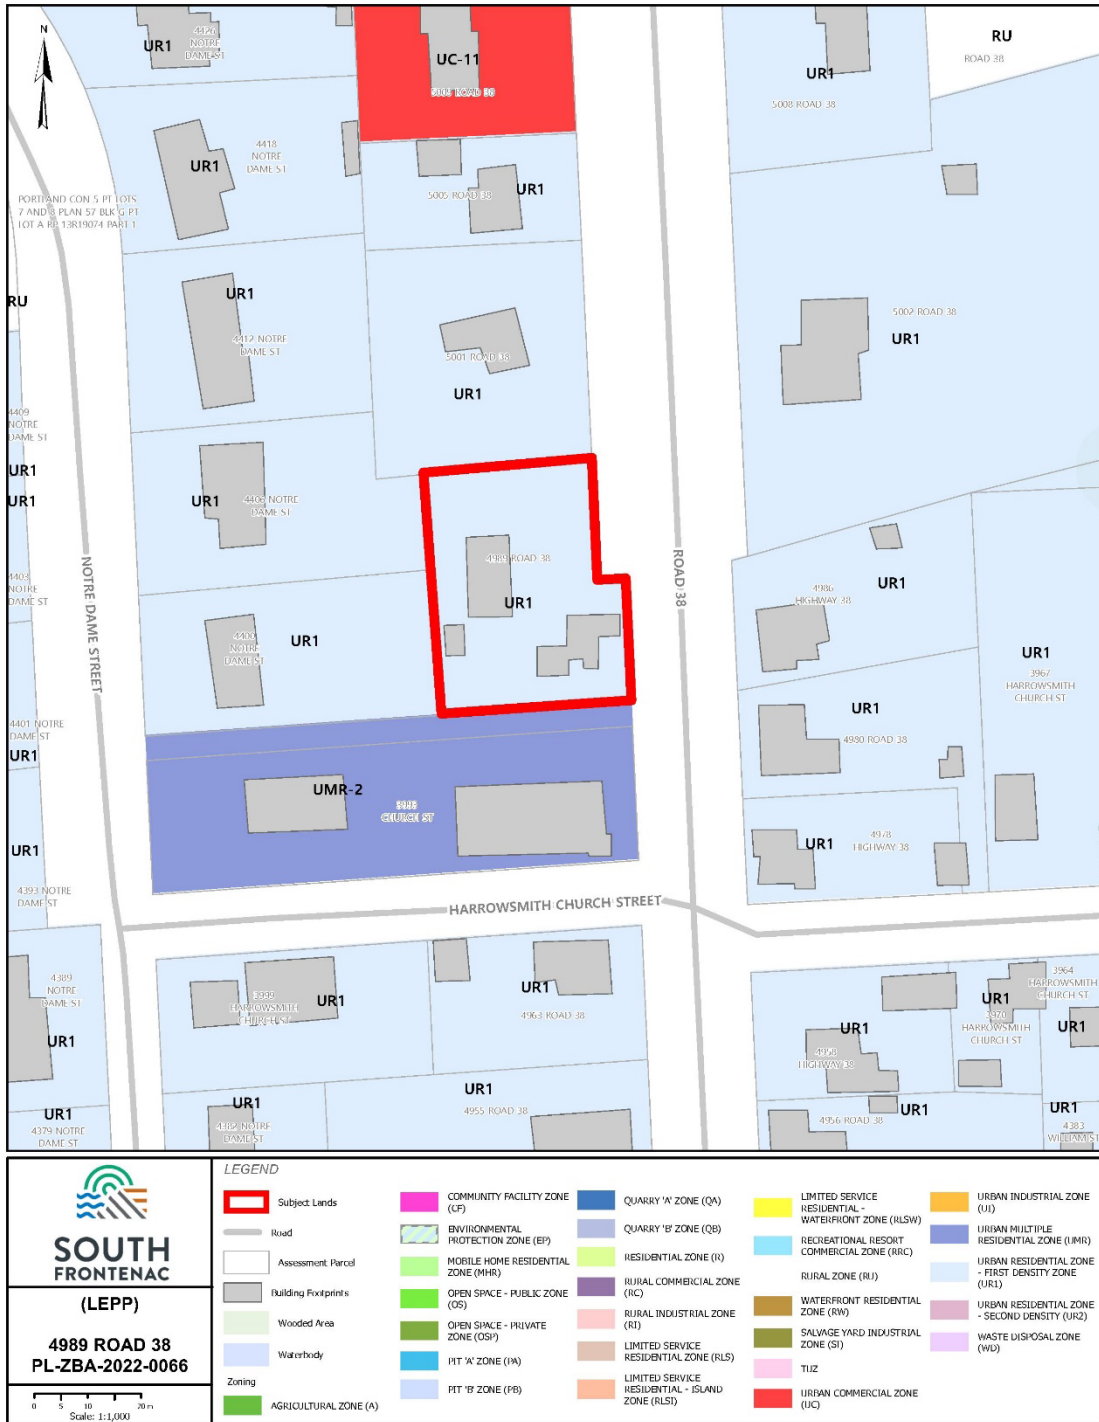 N
4426
NOTRE
DAME ST
UR1
UC-11
5009 ROAD 38
UR1
5008 ROAD 38
RU
ROAD 38
4418
NOTRE
DAME ST
UR1
UR1
5005 ROAD 38
PORTLAND CON 5 PT LOTS
7 AND 8 PLAN 57 BLK G PT
LOT A RP 13R19074 PART 1
RU
UR1
4412 NOTRE
DAME ST
5001 ROAD 38
UR1
5002 ROAD 38
UR1
4409
NOTRE
DAME ST
UR1
UR1
UR1
4406 NOTRE
DAME ST
4989 ROAD 38
UR1
ROAD 38
NOTRE DAME STREET
4403
NOTRE
DAME ST
4986
HIGHWAY 38
UR1
4400
NOTRE
DAME ST
UR1
UR1
3967
HARROWSMITH
CHURCH ST
4401 NOTRE
DAME ST
UR1
UR1
4980 ROAD 38
UMR-2
CHURCH ST
UR1
4978
HIGHWAY 38
UR1
4393 NOTRE
DAME ST
HARROWSMITH CHURCH STREET
4389
NOTRE
DAME ST
UR1
3999
HARROWSMITH
CHURCH ST
UR1
UR1
4963 ROAD 38
3964
HARROWSMITH
CHURCH ST
UR1
3970
HARROWSMITH
CHURCH ST
UR1
UR1
4958
HIGHWAY 38
UR1
4379 NOTRE
DAME ST
UR1
NOTRE
DAME ST
UR1
4955 ROAD 38
4956 ROAD 38
UR1
UR1
4383
WILLIAM ST
SOUTH
FRONTENAC
(LEPP)
4989 ROAD 38
PL-ZBA-2022-0066
0 5 10 20 m
Scale: 1:1,000
LEGEND
Subject Lands
Road
Assessment Parcel
Building Footprints
Wooded Area
Waterbody
Zoning
AGRICULTURAL ZONE (A)
COMMUNITY FACILITY ZONE
(CF)
ENVIRONMENTAL
PROTECTION ZONE (EP)
MOBILE HOME RESIDENTIAL
ZONE (MHR)
OPEN SPACE - PUBLIC ZONE
(OS)
OPEN SPACE - PRIVATE
ZONE (OSP)
PIT 'A' ZONE (PA)
PIT 'B' ZONE (PB)
QUARRY 'A' ZONE (QA)
QUARRY 'B' ZONE (QB)
RESIDENTIAL ZONE (R)
RURAL COMMERCIAL ZONE
(RC)
RURAL INDUSTRIAL ZONE
(RI)
LIMITED SERVICE
RESIDENTIAL ZONE (RLS)
LIMITED SERVICE
RESIDENTIAL - ISLAND
ZONE (RLSI)
LIMITED SERVICE
RESIDENTIAL -
WATERFRONT ZONE (RLSW)
RECREATIONAL RESORT
COMMERCIAL ZONE (RRC)
RURAL ZONE (RU)
WATERFRONT RESIDENTIAL
ZONE (RW)
SALVAGE YARD INDUSTRIAL
ZONE (SI)
TUZ
URBAN COMMERCIAL ZONE
(UC)
URBAN INDUSTRIAL ZONE
(UI)
URBAN MULTIPLE
RESIDENTIAL ZONE (UMR)
URBAN RESIDENTIAL ZONE
- FIRST DENSITY ZONE
(UR1)
URBAN RESIDENTIAL ZONE
- SECOND DENSITY (UR2)
WASTE DISPOSAL ZONE
(WD)